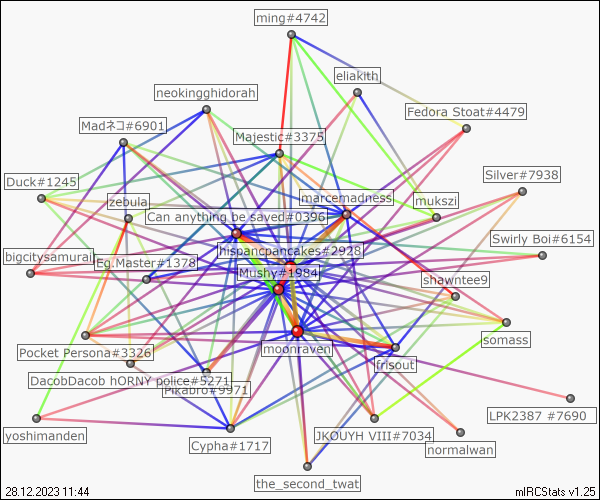 ming#4742
eliakith
neokingghidorah
Fedora Stoat#4479
Madネコ#6901
Majestic#3375
Duck#1245
Silver#7938
zebula
marcemadness
mukszi
Can anything be sayed#0396
Swirly Boi#6154
bigcitysamurai
hispancpancakes#2928
Eg.Master#1378
Mushy#1984
shawntee9
somass
Pocket Persona#3326
moonraven
frisout
DacobDacob hORNY police#5271
Pikabro#9971
LPK2387 #7690
yoshimanden
Cypha#1717
JKOUYH VIII#7034
normalwan
the_second_twat
28.12.2023 11:44
mIRCStats v1.25